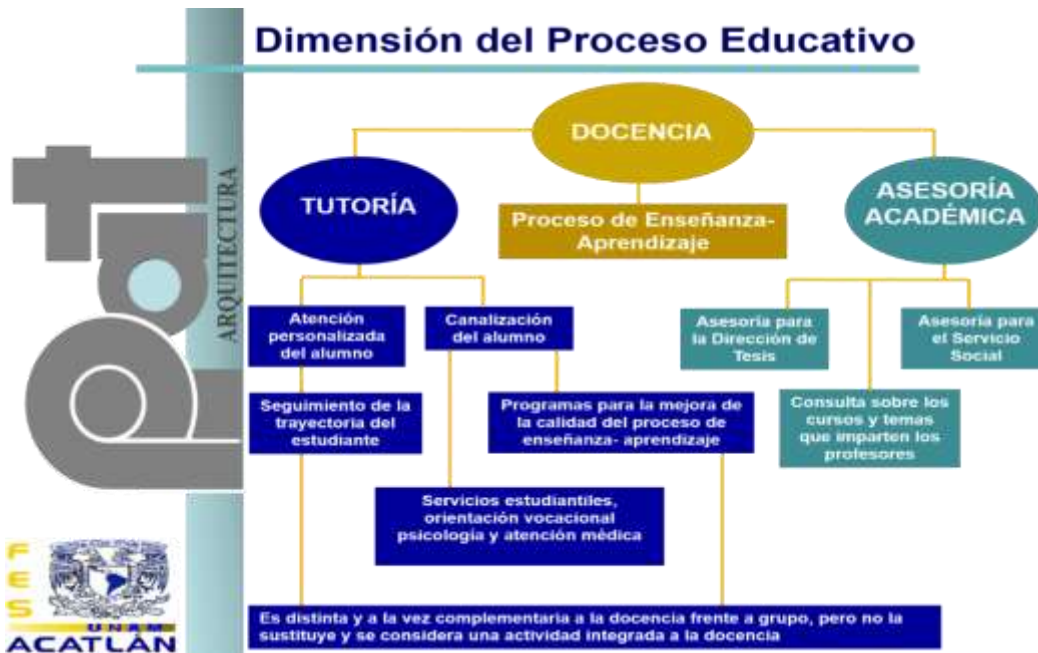 Dimensión del Proceso Educativo
DOCENCIA
TUTORÍA
Proceso de Enseñanza-
Aprendizaje
ASESORÍA
ACADÉMICA
Atención
personalizada
del alumno
Canalización
del alumno
Asesoría para
la Dirección de
Tesis
Asesoría para
el Servicio
Social
Seguimiento de la
trayectoria del
estudiante
Programas para la mejora de
la calidad del proceso de
enseñanza- aprendizaje
Consulta sobre los
cursos y temas
que imparten los
profesores
Servicios estudiantiles,
orientación vocacional
psicología y atención médica
Es distinta y a la vez complementaria a la docencia frente a grupo, pero no la
sustituye y se considera una actividad integrada a la docencia
pat
ARQUITECTURA
FES
UNAM
ACATLÁN